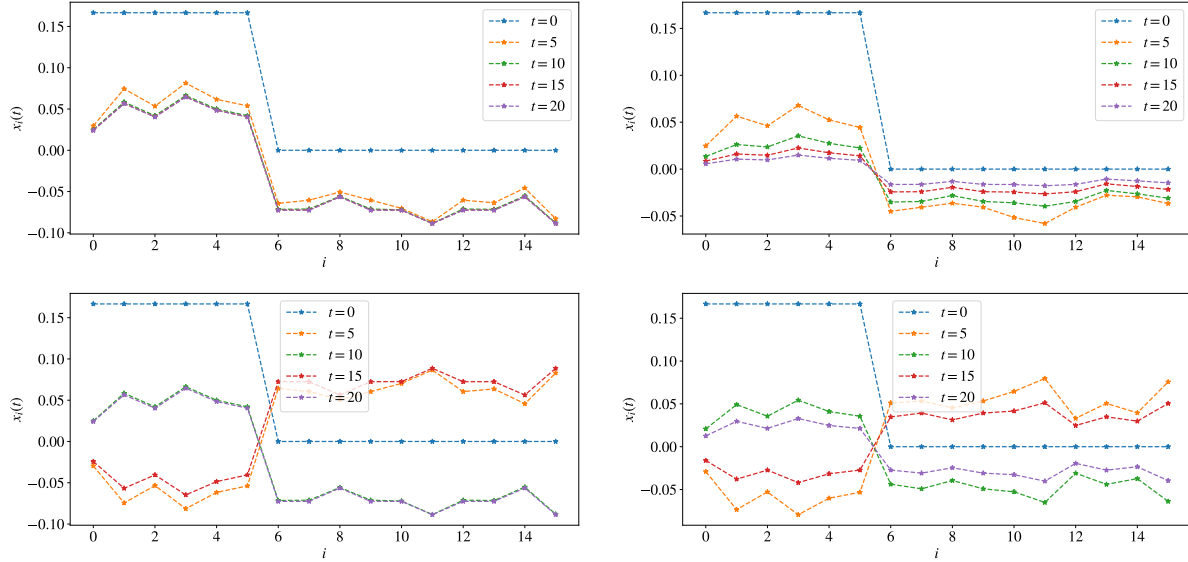 0.15
0.10
0.05
0.00
−0.05
−0.10
x_i(t)
0 2 4 6 8 10 12 14
i
t = 0
t = 5
t = 10
t = 15
t = 20
0.15
0.10
0.05
0.00
−0.05
x_i(t)
0 2 4 6 8 10 12 14
i
t = 0
t = 5
t = 10
t = 15
t = 20
0.15
0.10
0.05
0.00
−0.05
−0.10
x_i(t)
0 2 4 6 8 10 12 14
i
t = 0
t = 5
t = 10
t = 15
t = 20
0.15
0.10
0.05
0.00
−0.05
x_i(t)
0 2 4 6 8 10 12 14
i
t = 0
t = 5
t = 10
t = 15
t = 20